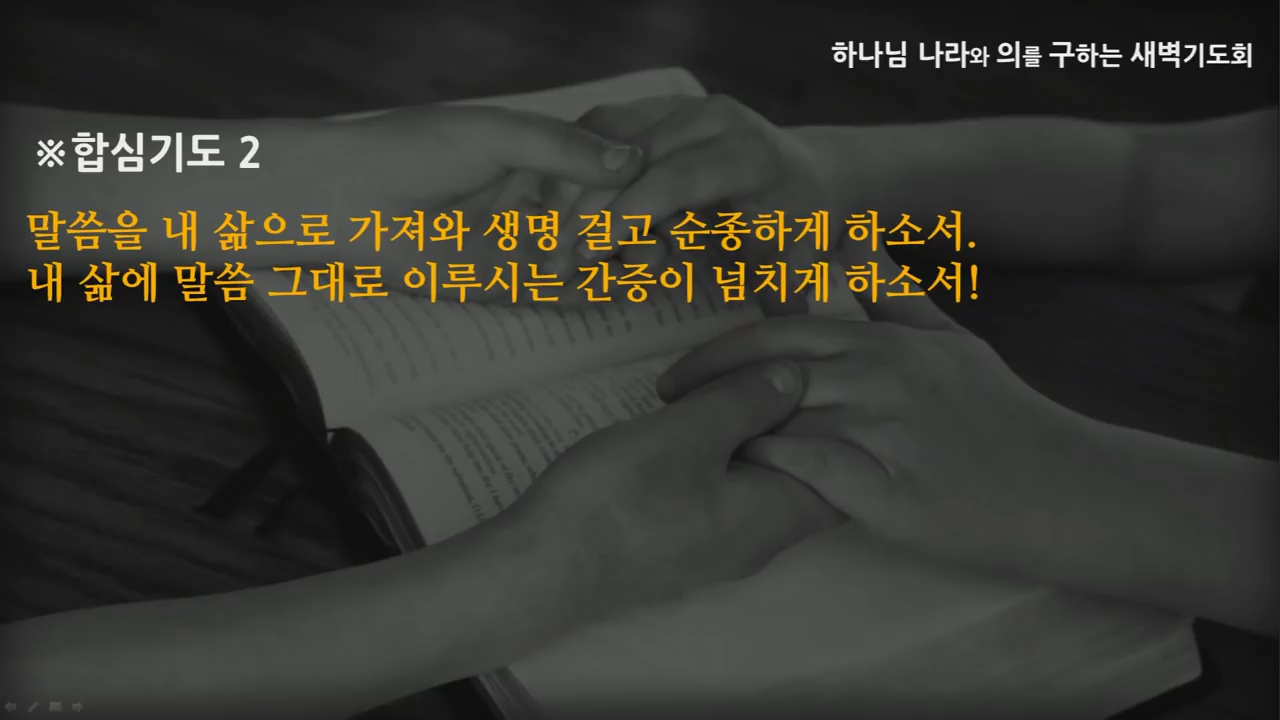 하나님 나라와 의를 구하는 새벽기도회
※합심기도 2
말씀을 내 삶으로 가져와 생명 걸고 순종하게 하소서.
내 삶에 말씀 그대로 이루시는 간증이 넘치게 하소서!